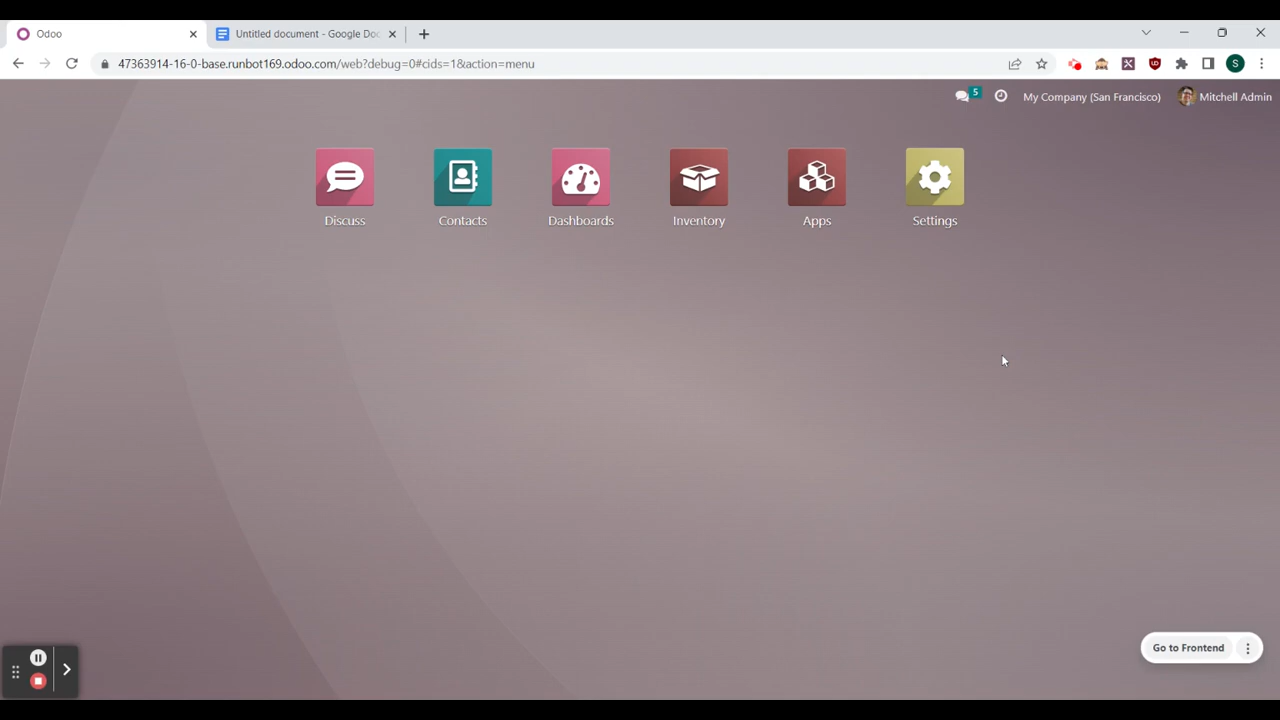 Odoo
Untitled document - Google Doc
47363914-16-0-base.runbot169.odoo.com/web?debug=0#cids=1&action=menu
S
5
My Company (San Francisco)
Mitchell Admin
Discuss
Contacts
Dashboards
Inventory
Apps
Settings
Go to Frontend